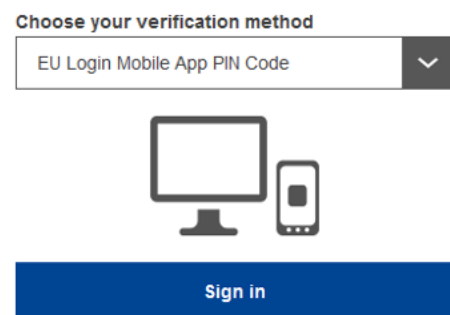 Choose your verification method
EU Login Mobile App PIN Code
Sign in